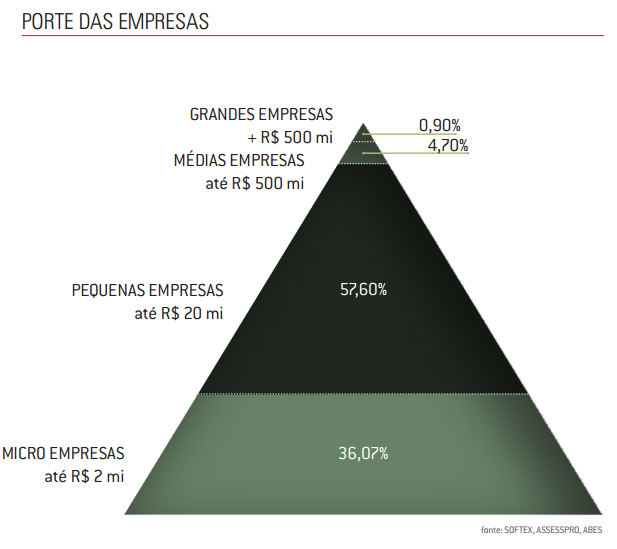 PORTE DAS EMPRESAS
GRANDES EMPRESAS
+ R$ 500 mi
0,90%
MÉDIAS EMPRESAS
até R$ 500 mi
4,70%
PEQUENAS EMPRESAS
até R$ 20 mi
57,60%
MICRO EMPRESAS
até R$ 2 mi
36,07%
fonte: SOFTEX, ASSESSPRO, ABES